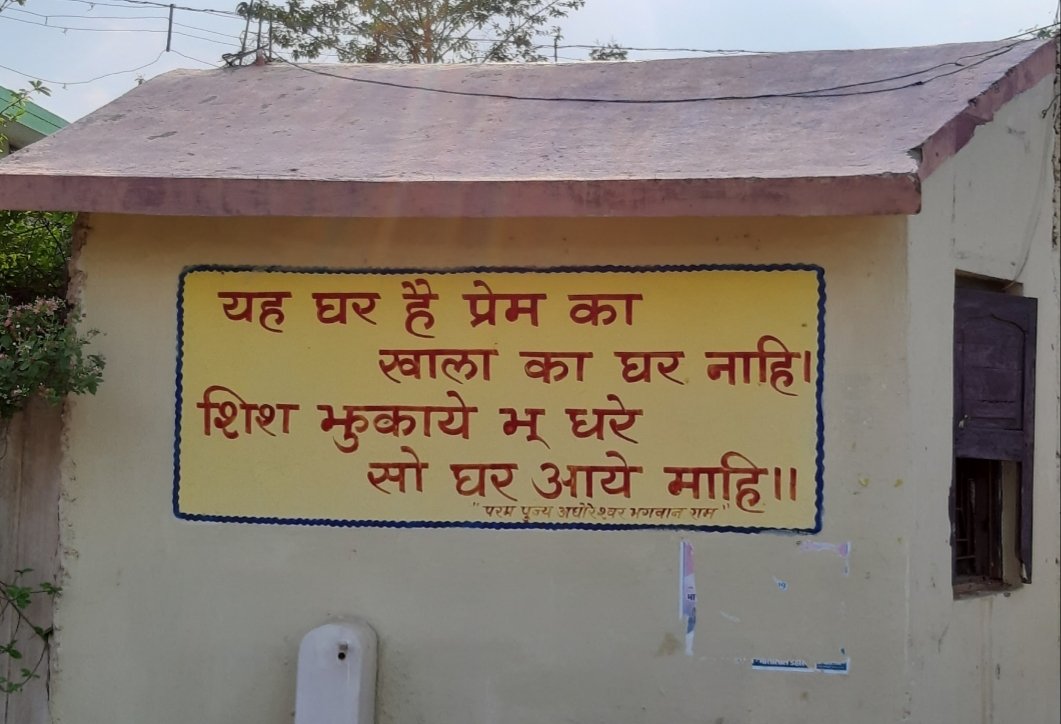 यह घर है प्रेम का
खाला का घर नाहि।
शिश झुकाये भू धरे
सो घर आये माहि।।
"परम पूज्य अघोरेश्वर भगवान राम"